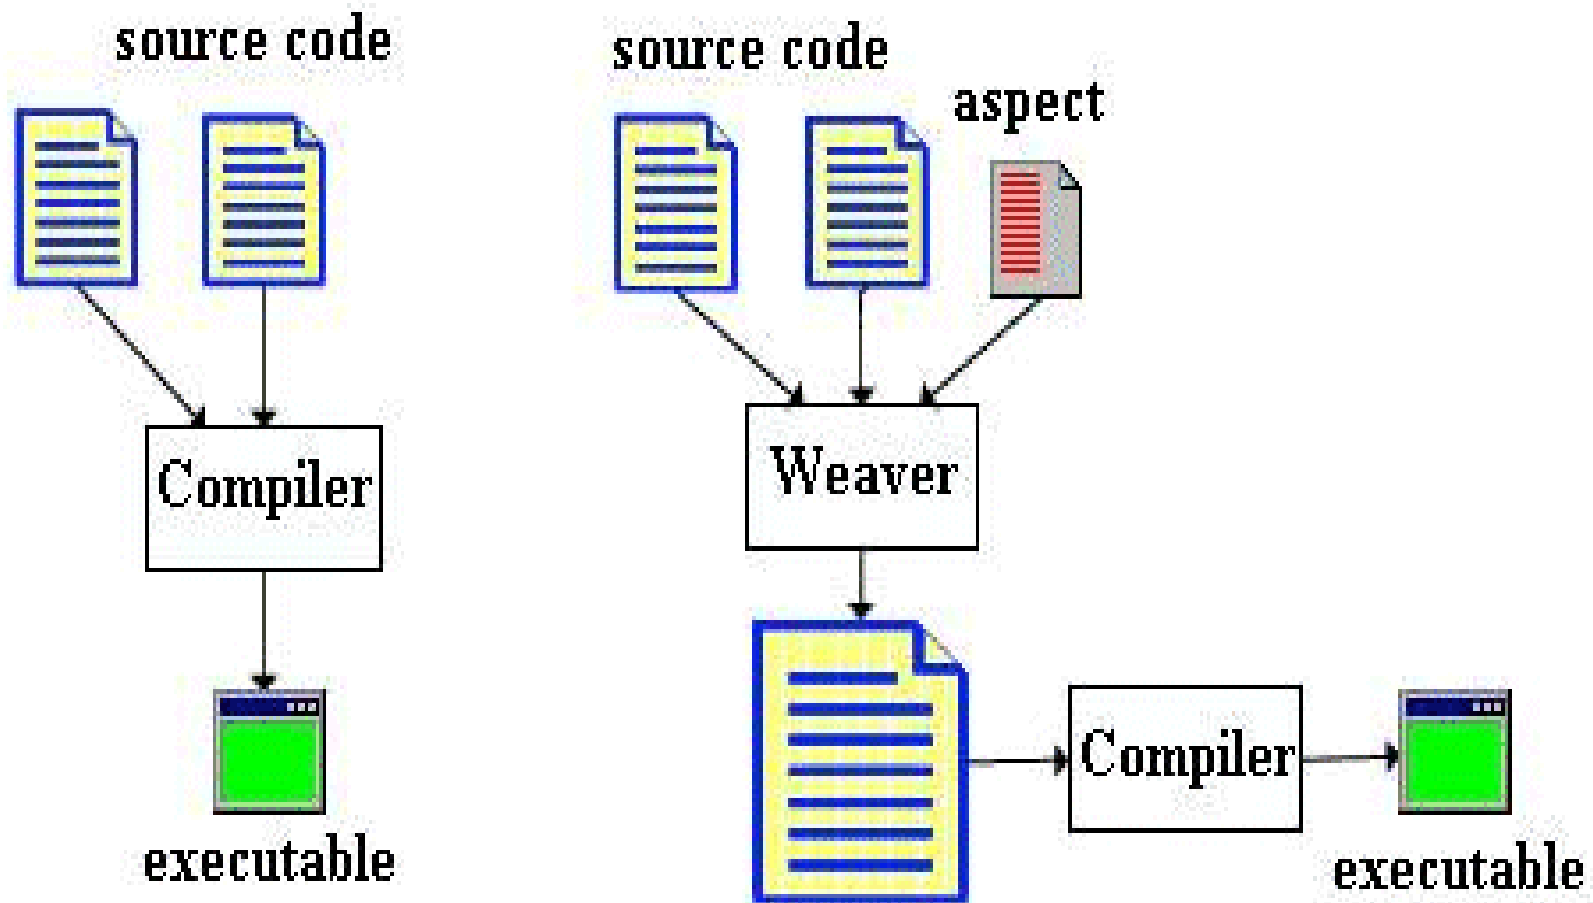 source code
Compiler
executable
source code
aspect
Weaver
Compiler
executable